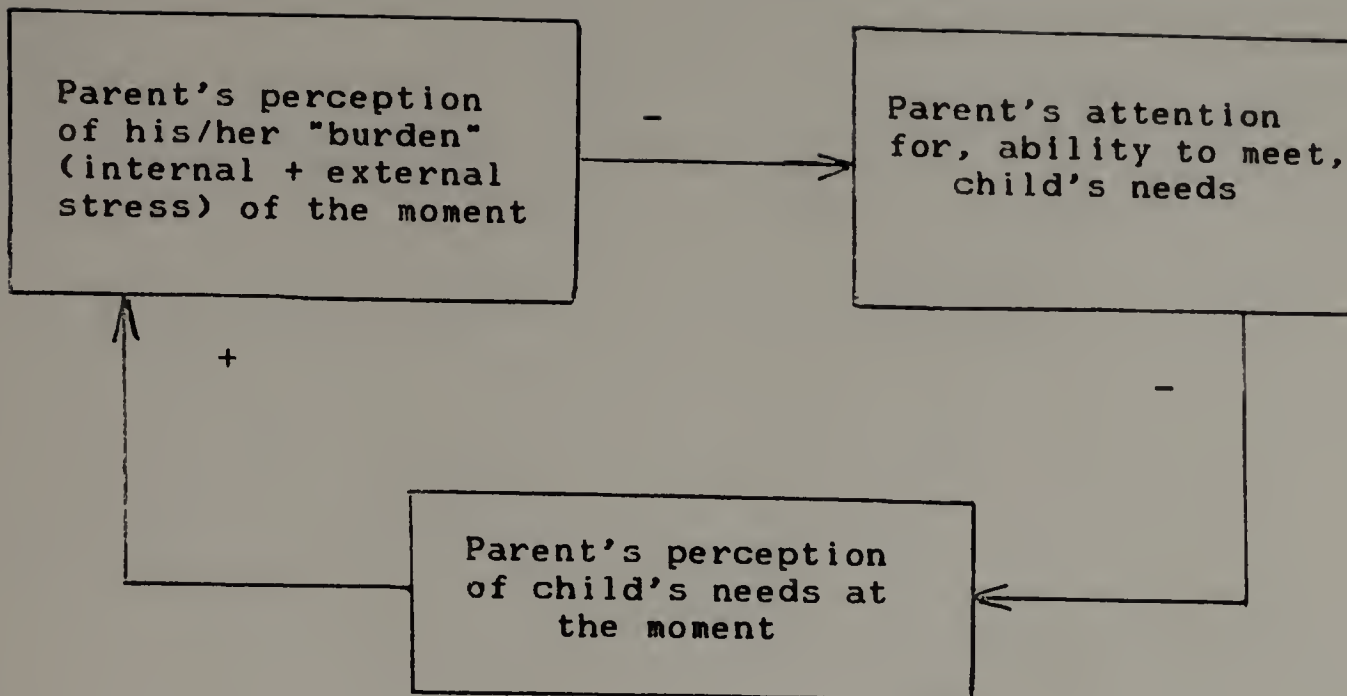 Parent's perception
of his/her "burden"
(internal + external
stress) of the moment
-
Parent's attention
for, ability to meet,
child's needs
+
-
Parent's perception
of child's needs at
the moment